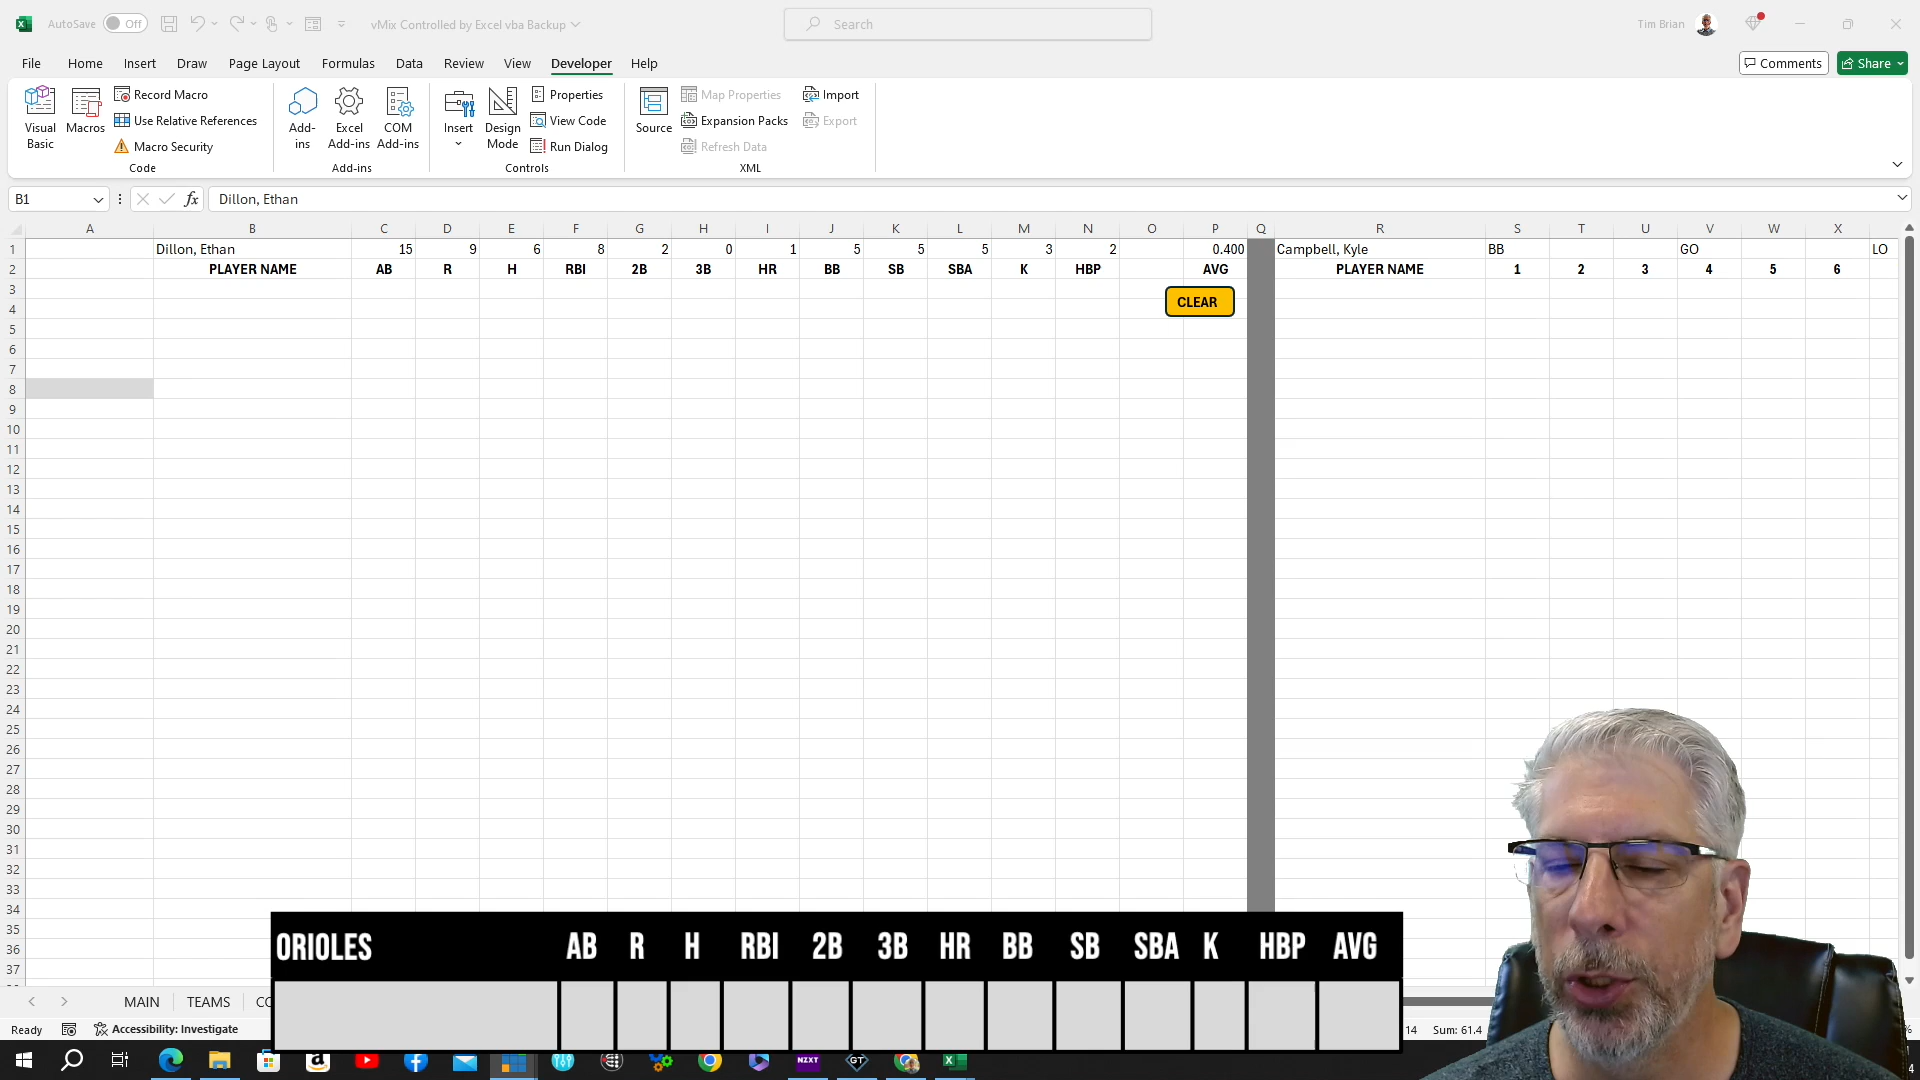 AutoSave Off vMix Controlled by Excel vba Backup Search Tim Brian
File Home Insert Draw Page Layout Formulas Data Review View Developer Help Comments Share
Visual Basic
Macros
Record Macro
Use Relative References
Macro Security
Code
Add-ins
Excel Add-ins
COM Add-ins
Add-ins
Insert
Design Mode
Properties
View Code
Run Dialog
Controls
Source
Map Properties
Expansion Packs
Refresh Data
Import
Export
XML
B1 fx Dillon, Ethan
A B C D E F G H I J K L M N O P Q R S T U V W X
1 Dillon, Ethan 15 9 6 8 2 0 1 5 5 5 3 2 0.400 Campbell, Kyle BB GO LO
2 PLAYER NAME AB R H RBI 2B 3B HR BB SB SBA K HBP AVG PLAYER NAME 1 2 3 4 5 6
3
CLEAR
4
5
6
7
8
9
10
11
12
13
14
15
16
17
18
19
20
21
22
23
24
25
26
27
28
29
30
31
32
33
34
35
36
37
ORIOLES AB R H RBI 2B 3B HR BB SB SBA K HBP AVG
MAIN TEAMS
Ready Accessibility: Investigate 14 Sum: 61.4
NZXT GT